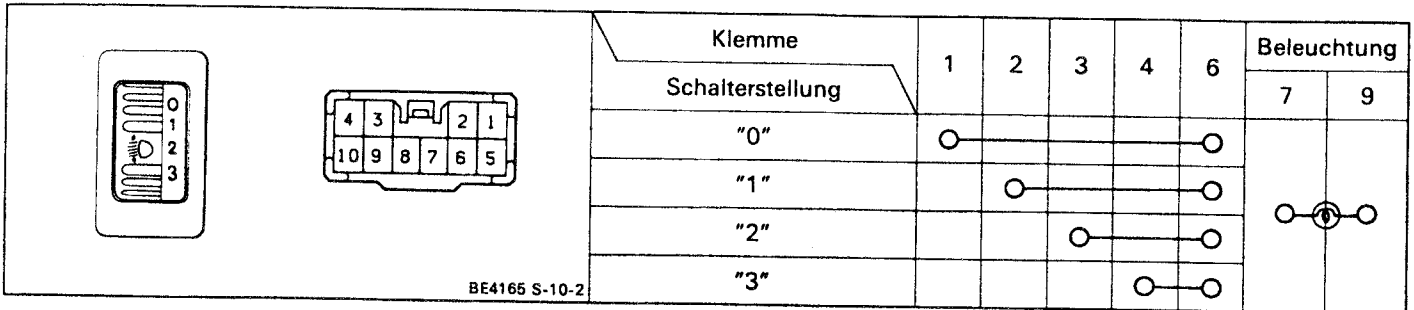 0
1
2
3
4 3 2 1
10 9 8 7 6 5
BE4165 S-10-2
Klemme
Schalterstellung
1 2 3 4 6
Beleuchtung
7 9
"0"
"1"
"2"
"3"